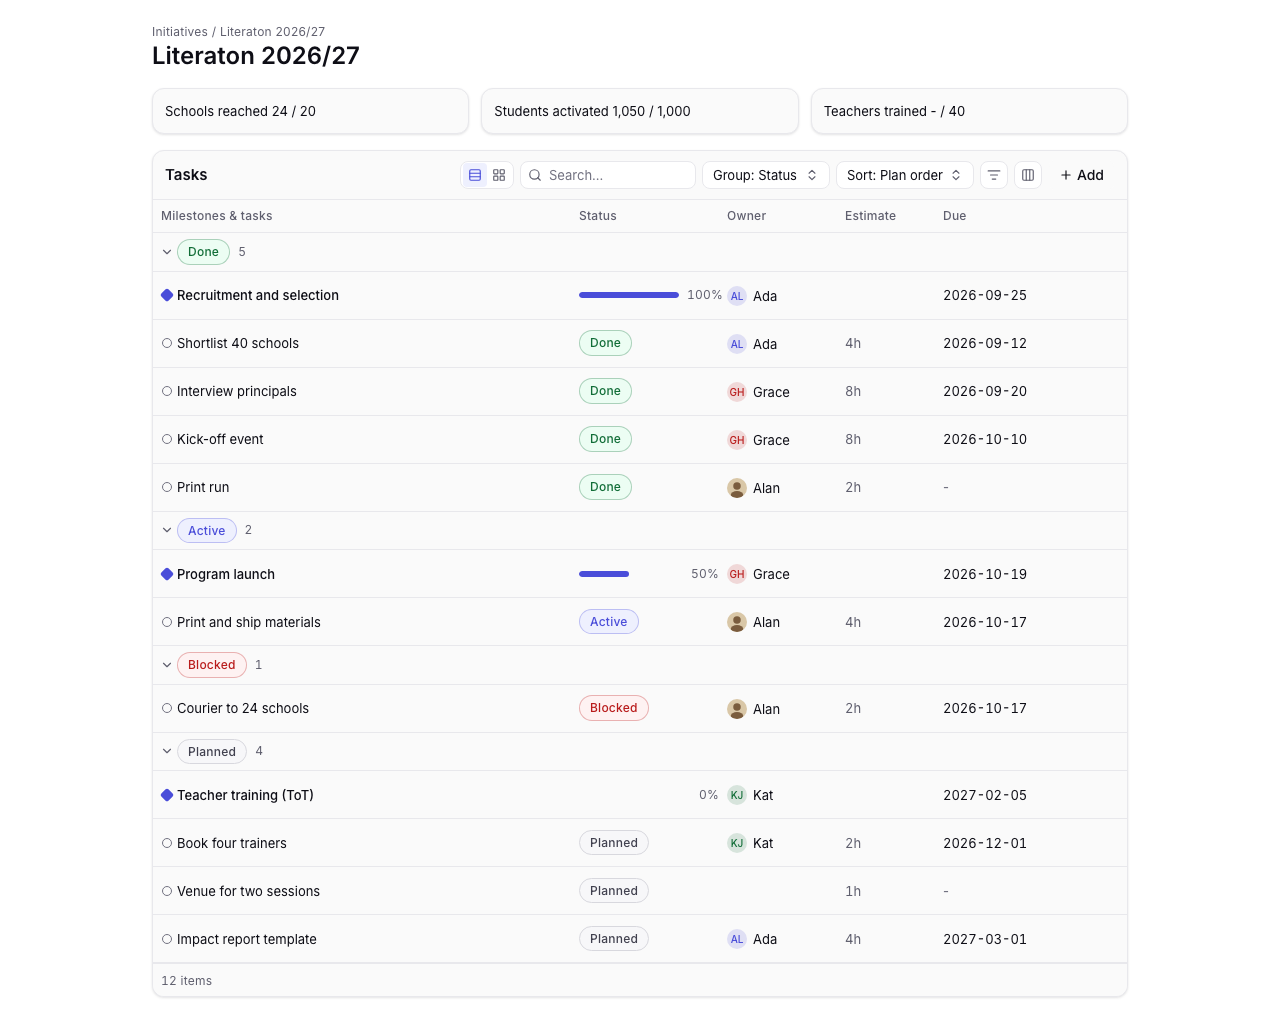 Initiatives / Literaton 2026/27
Literaton 2026/27
Schools reached 24 / 20
Students activated 1,050 / 1,000
Teachers trained - / 40
Tasks
Search...
Group: Status
Sort: Plan order
Add
Milestones & tasks Status Owner Estimate Due
Done 5
Recruitment and selection 100% AL Ada 2026-09-25
Shortlist 40 schools Done AL Ada 4h 2026-09-12
Interview principals Done GH Grace 8h 2026-09-20
Kick-off event Done GH Grace 8h 2026-10-10
Print run Done Alan 2h -
Active 2
Program launch 50% GH Grace 2026-10-19
Print and ship materials Active Alan 4h 2026-10-17
Blocked 1
Courier to 24 schools Blocked Alan 2h 2026-10-17
Planned 4
Teacher training (ToT) 0% KJ Kat 2027-02-05
Book four trainers Planned KJ Kat 2h 2026-12-01
Venue for two sessions Planned 1h -
Impact report template Planned AL Ada 4h 2027-03-01
12 items